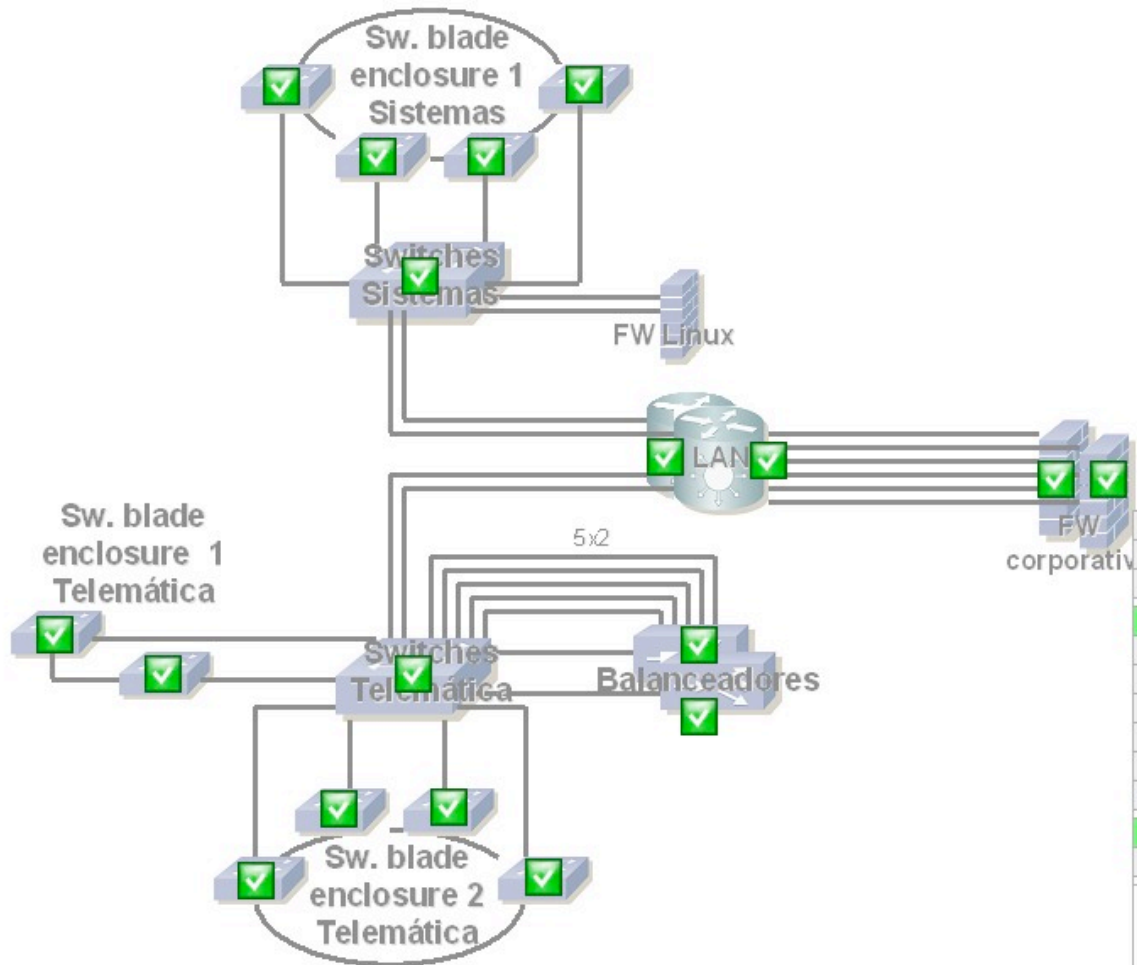 Sw. blade
enclosure 1
Sistemas
Switches
Sistemas
FW Linux
LAN
Sw. blade
enclosure 1
Telemática
5x2
FW
corporativ
Switches
Telemática
Balanceadores
Sw. blade
enclosure 2
Telemática